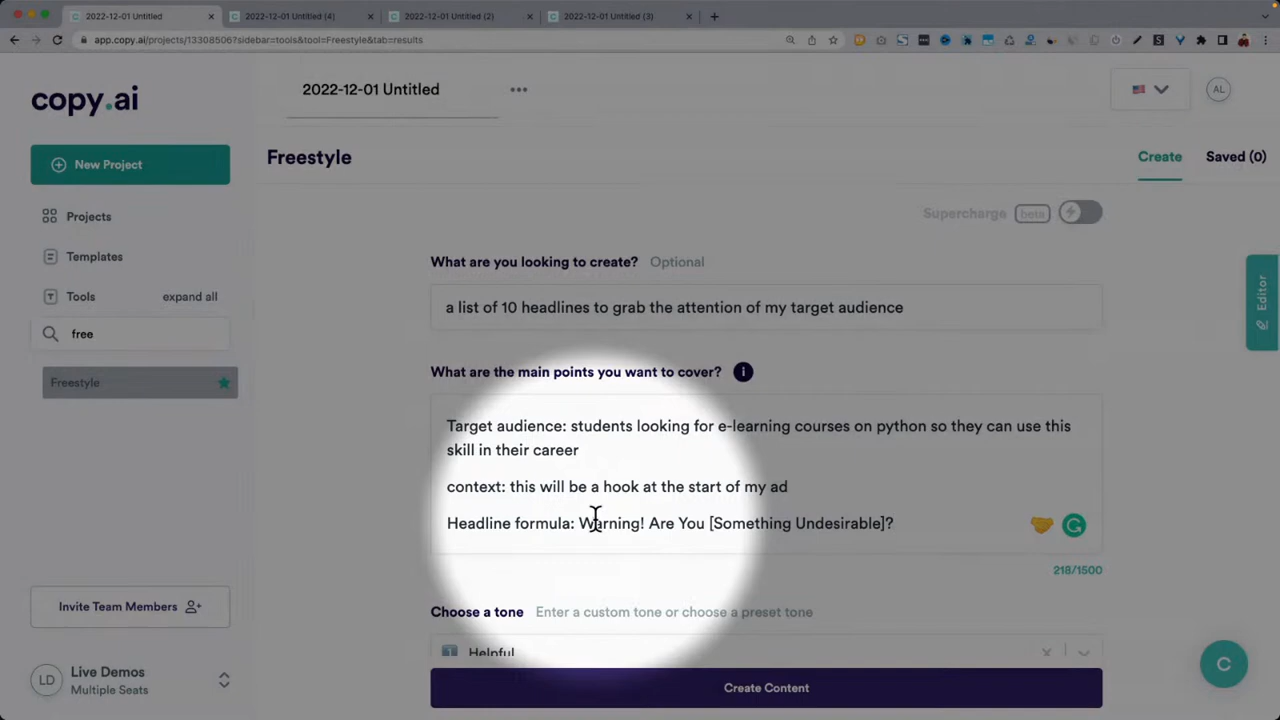 2022-12-01 Untitled
2022-12-01 Untitled (4)
2022-12-01 Untitled (2)
2022-12-01 Untitled (3)
app.copy.ai/projects/13308506?sidebar=tools&tool=Freestyle&tab=results
copy.ai
2022-12-01 Untitled
AL
New Project
Freestyle
Create
Saved (0)
Projects
Supercharge
beta
Templates
What are you looking to create? Optional
Tools
expand all
a list of 10 headlines to grab the attention of my target audience
Editor
free
What are the main points you want to cover?
Freestyle
Target audience: students looking for e-learning courses on python so they can use this
skill in their career
context: this will be a hook at the start of my ad
Headline formula: Warning! Are You [Something Undesirable]?
218/1500
Invite Team Members
Choose a tone Enter a custom tone or choose a preset tone
Helpful
LD
Live Demos
Multiple Seats
Create Content
C